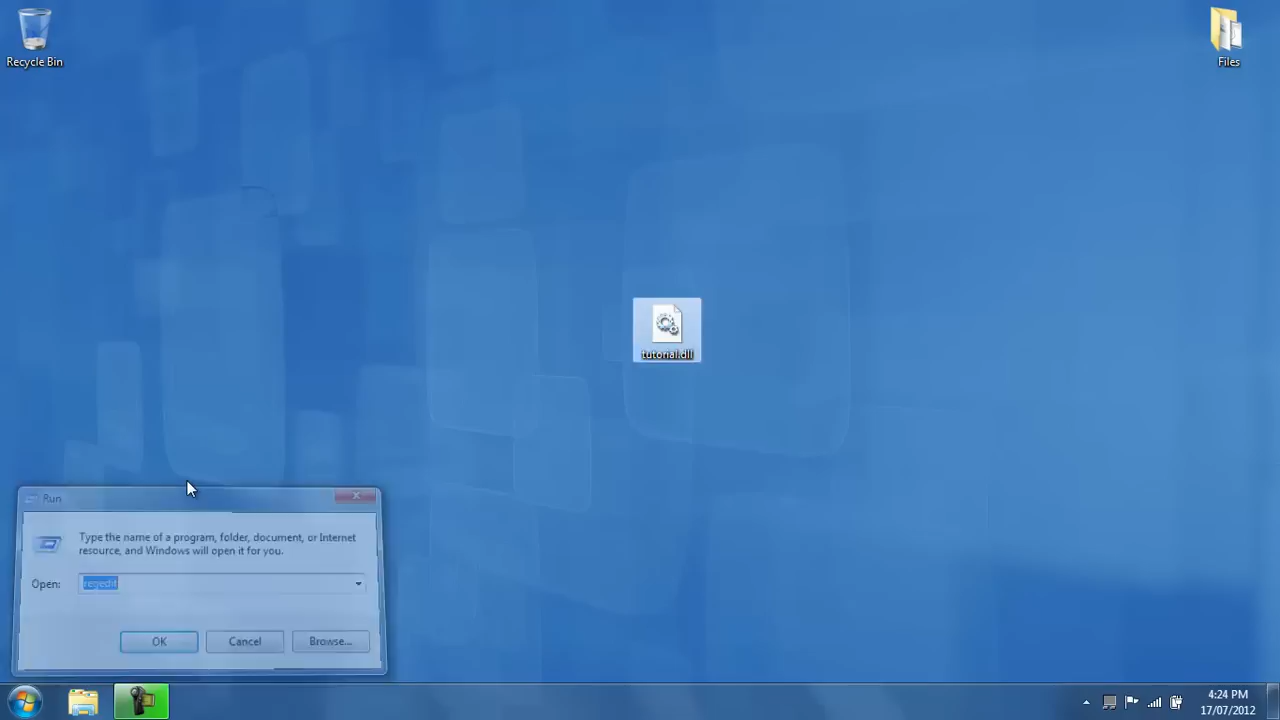 Recycle Bin
Files
tutorial.dll
Run
Type the name of a program, folder, document, or Internet
resource, and Windows will open it for you.
Open: regedit
OK Cancel Browse...
4:24 PM
17/07/2012